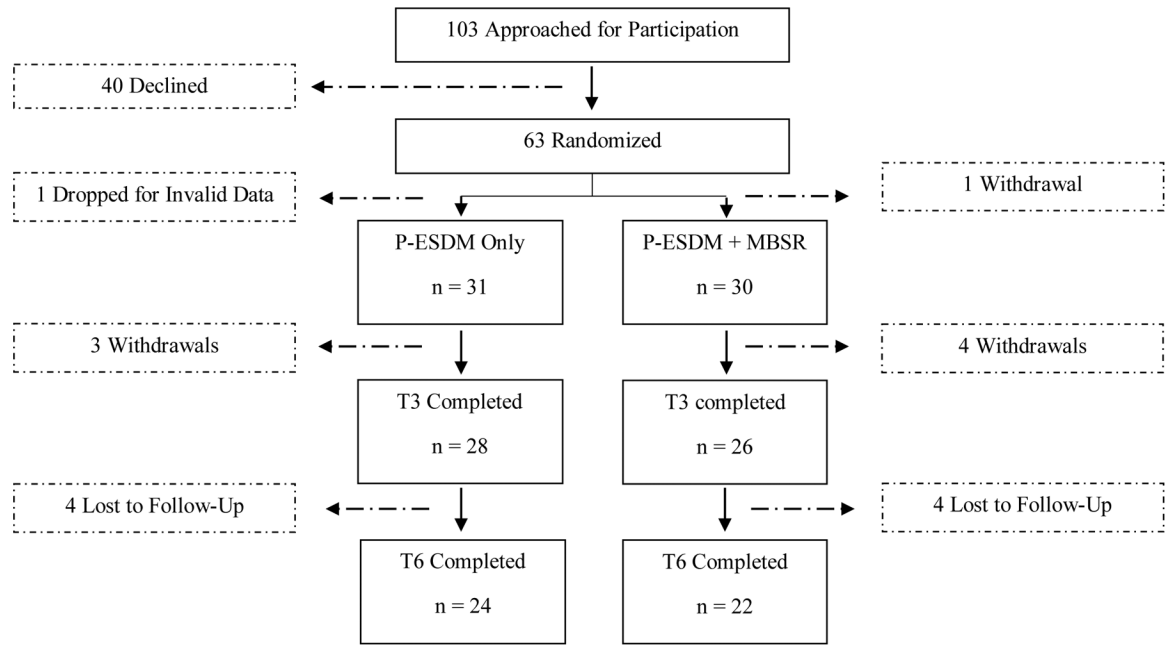 103 Approached for Participation
40 Declined
63 Randomized
1 Dropped for Invalid Data
1 Withdrawal
P-ESDM Only
n = 31
P-ESDM + MBSR
n = 30
3 Withdrawals
4 Withdrawals
T3 Completed
n = 28
T3 completed
n = 26
4 Lost to Follow-Up
4 Lost to Follow-Up
T6 Completed
n = 24
T6 Completed
n = 22